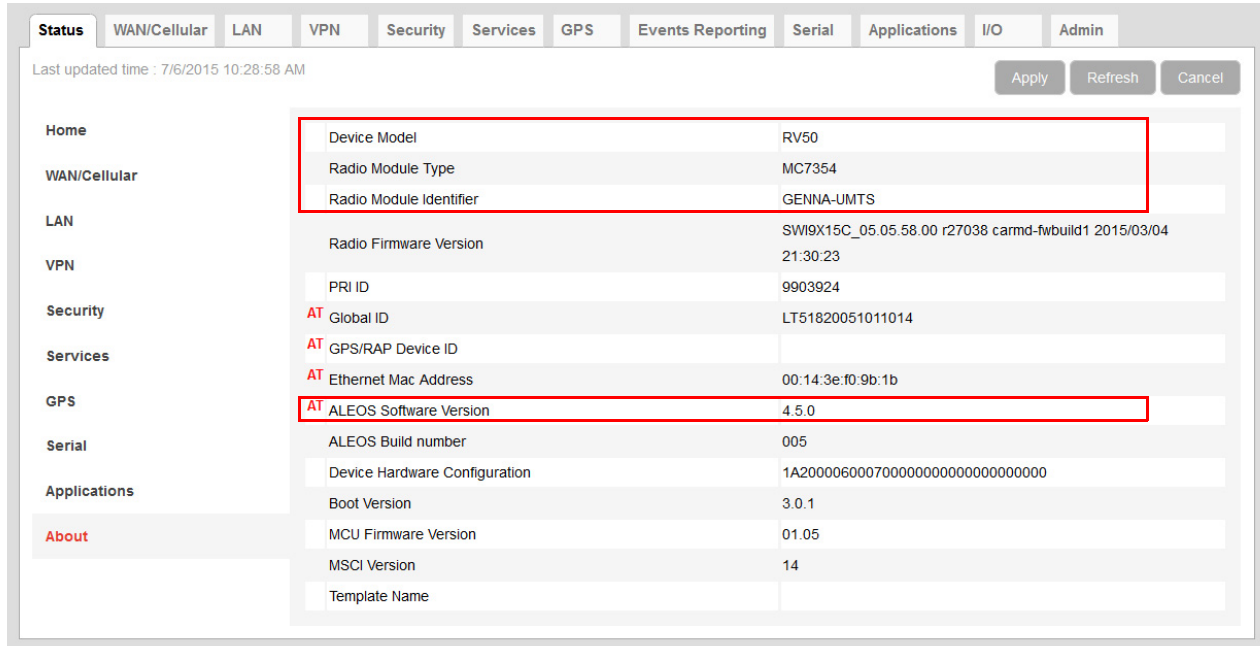 Status WAN/Cellular LAN VPN Security Services GPS Events Reporting Serial Applications I/O Admin
Last updated time : 7/6/2015 10:28:58 AM
Apply Refresh Cancel
Home
WAN/Cellular
LAN
VPN
Security
Services
GPS
Serial
Applications
About
Device Model RV50
Radio Module Type MC7354
Radio Module Identifier GENNA-UMTS
Radio Firmware Version SWI9X15C_05.05.58.00 r27038 carmd-fwbuild1 2015/03/04
21:30:23
PRI ID 9903924
AT Global ID LT51820051011014
AT GPS/RAP Device ID
AT Ethernet Mac Address 00:14:3e:f0:9b:1b
AT ALEOS Software Version 4.5.0
ALEOS Build number 005
Device Hardware Configuration 1A200006000700000000000000000000
Boot Version 3.0.1
MCU Firmware Version 01.05
MSCI Version 14
Template Name